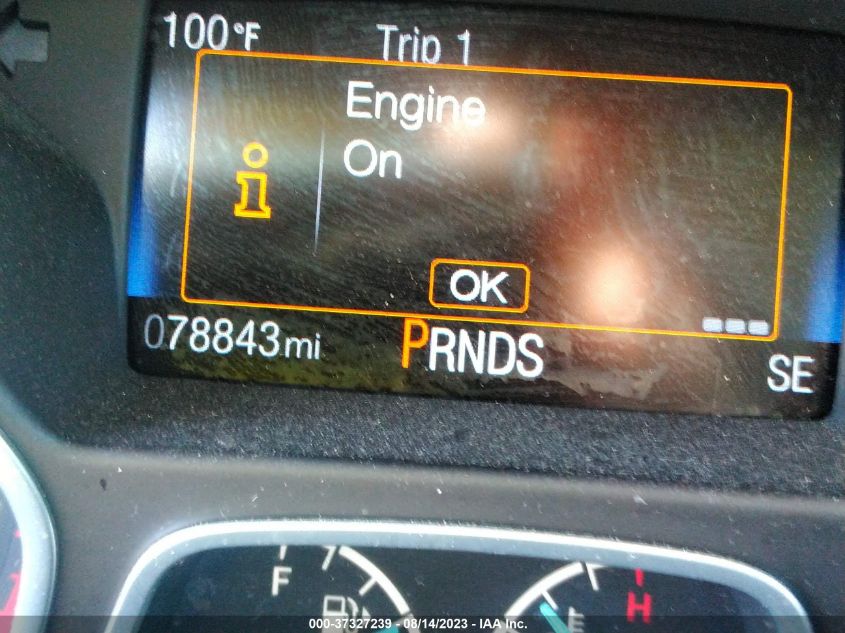 100°F Trip 1
Engine
On
OK
078843mi PRNDS SE
F H
E
000-37327239 - 08/14/2023 - IAA Inc.